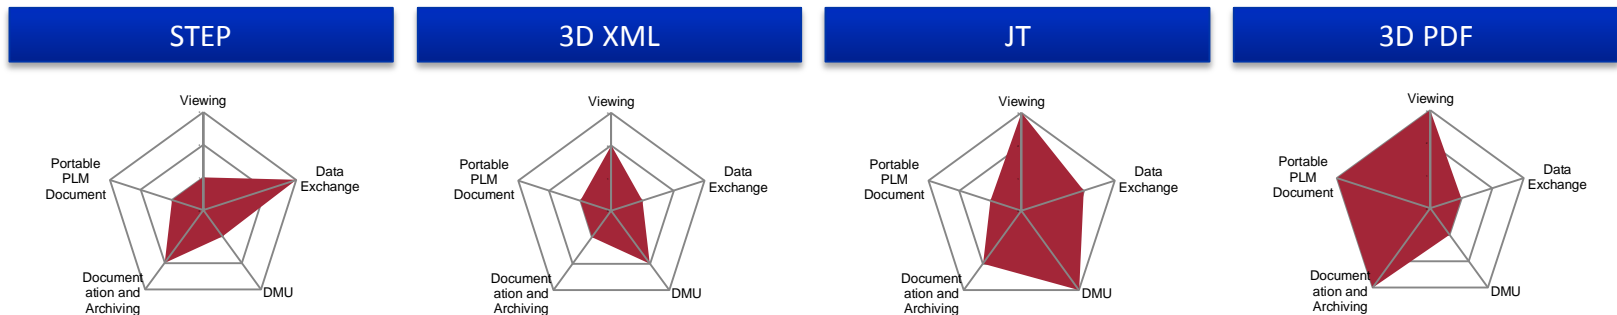 STEP
3D XML
JT
3D PDF
Viewing
Data
Exchange
DMU
Document
ation and
Archiving
Portable
PLM
Document
Viewing
Data
Exchange
DMU
Document
ation and
Archiving
Portable
PLM
Document
Viewing
Data
Exchange
DMU
Document
ation and
Archiving
Portable
PLM
Document
Viewing
Data
Exchange
DMU
Document
ation and
Archiving
Portable
PLM
Document